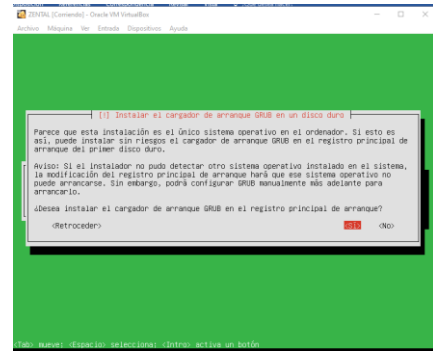 ZENTAL [Corriendo] - Oracle VM VirtualBox
Archivo Máquina Ver Entrada Dispositivos Ayuda
[!] Instalar el cargador de arranque GRUB en un disco duro
Parece que esta instalación es el único sistema operativo en el ordenador. Si esto es
así, puede instalar sin riesgos el cargador de arranque GRUB en el registro principal de
arranque del primer disco duro.
Aviso: Si el instalador no pudo detectar otro sistema operativo instalado en el sistema,
la modificación del registro principal de arranque hará que ese sistema operativo no
puede arrancarse. Sin embargo, podrá configurar GRUB manualmente más adelante para
arrancarlo.
¿Desea instalar el cargador de arranque GRUB en el registro principal de arranque?
<Retroceder> <Sí> <No>
<Tab> mueve; <Espacio> selecciona; <Intro> activa un botón